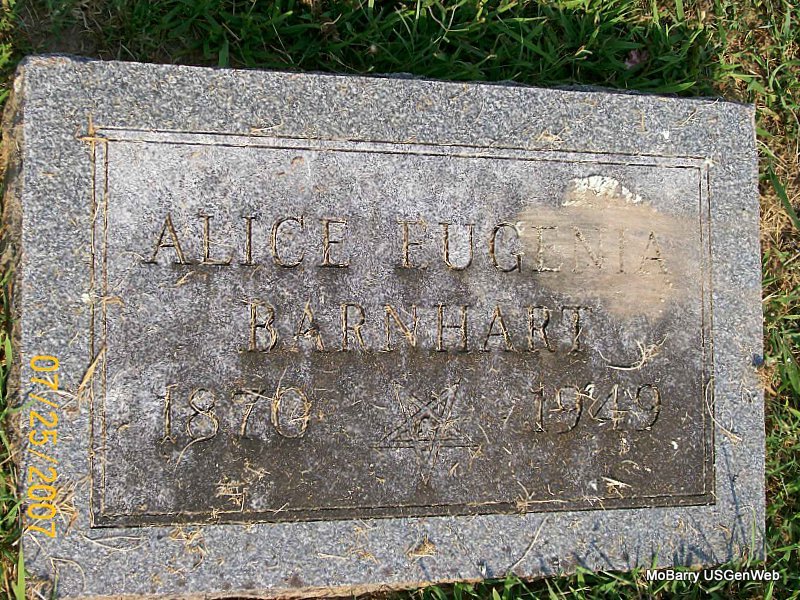 ALICE EUGENIA
BARNHART
1870 1949
07/25/2007
MoBarry USGenWeb